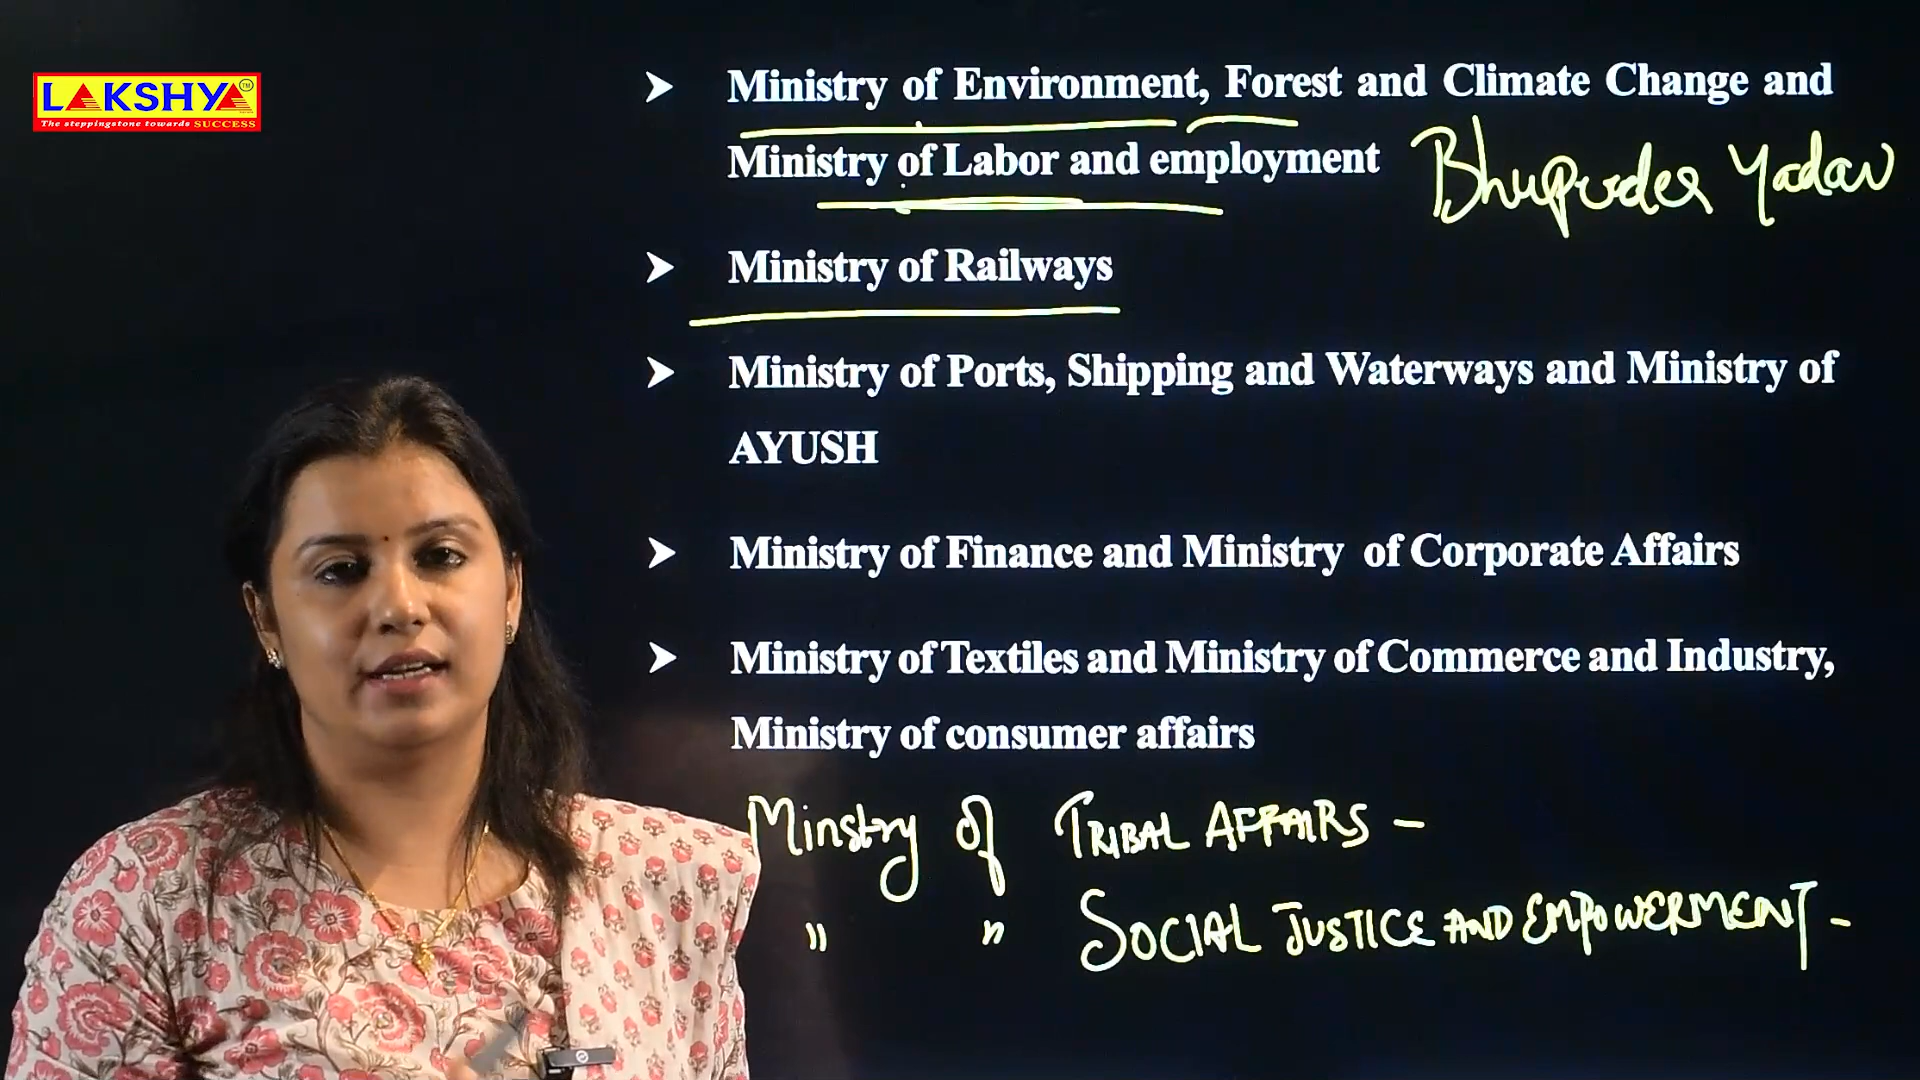 LAKSHYA TM
The steppingstone towards SUCCESS
➤ Ministry of Environment, Forest and Climate Change and
Ministry of Labor and employment Bhupender Yadav
➤ Ministry of Railways
➤ Ministry of Ports, Shipping and Waterways and Ministry of
AYUSH
➤ Ministry of Finance and Ministry of Corporate Affairs
➤ Ministry of Textiles and Ministry of Commerce and Industry,
Ministry of consumer affairs
Minstry of TRIBAL AFFAIRS -
" " SOCIAL JUSTICE AND EMPOWERMENT -